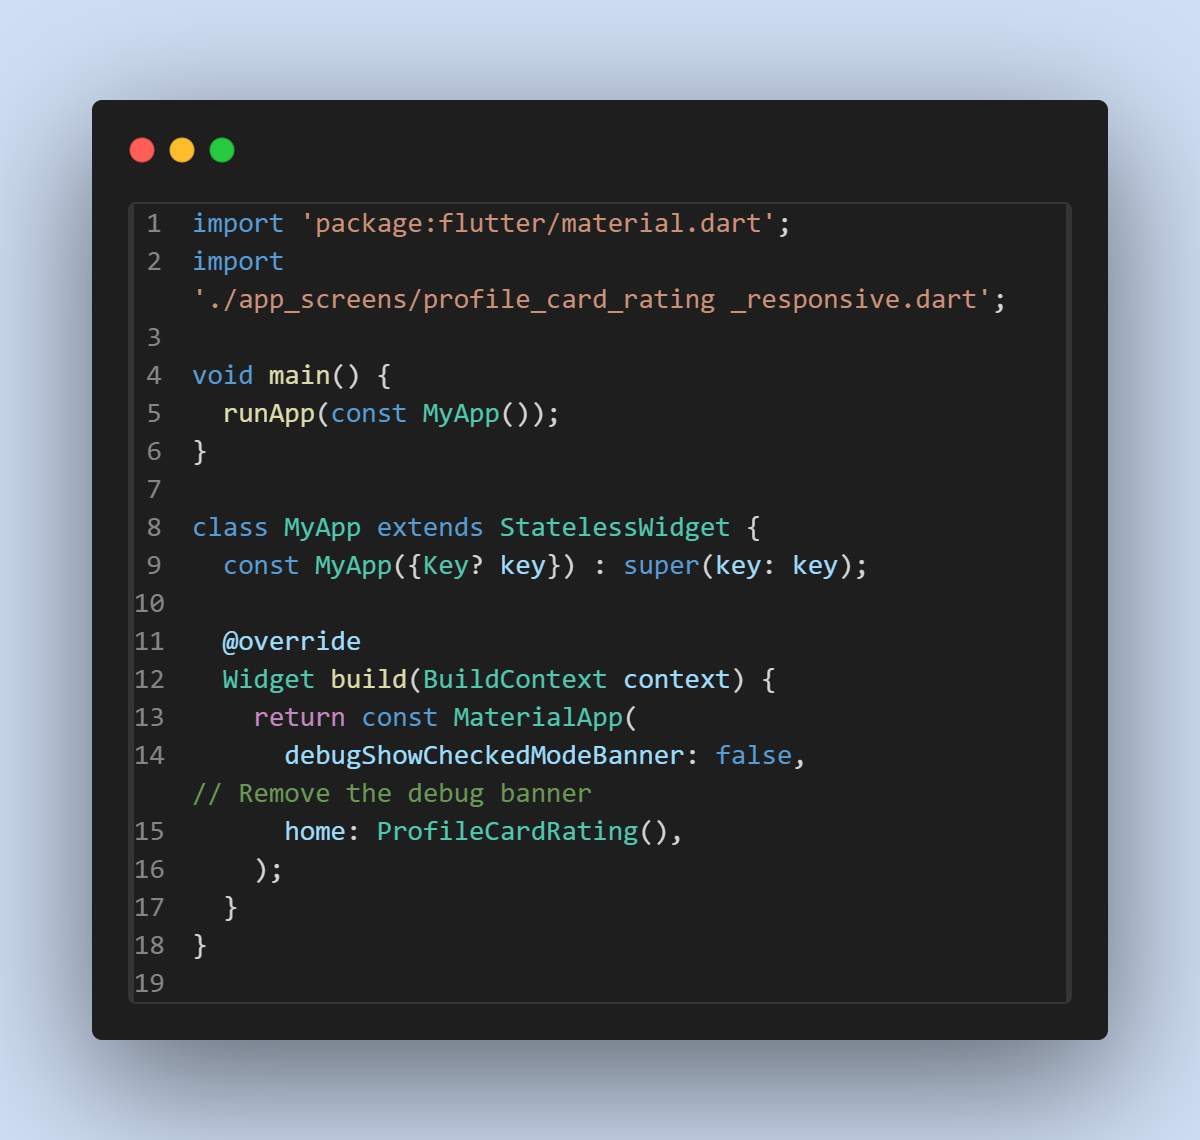 1 import 'package:flutter/material.dart';
2 import
'./app_screens/profile_card_rating _responsive.dart';
3
4 void main() {
5   runApp(const MyApp());
6 }
7
8 class MyApp extends StatelessWidget {
9   const MyApp({Key? key}) : super(key: key);
10
11   @override
12   Widget build(BuildContext context) {
13     return const MaterialApp(
14       debugShowCheckedModeBanner: false,
// Remove the debug banner
15       home: ProfileCardRating(),
16     );
17   }
18 }
19